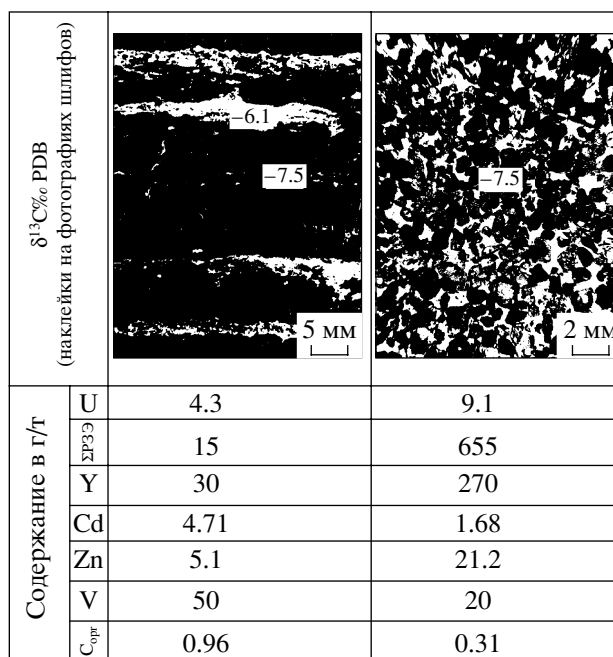 δ¹³C‰ PDB
(наклейки на фотографиях шлифов)
−6.1
−7.5
5 мм
−7.5
2 мм
Содержание в г/т
U 4.3 9.1
ΣРЗЭ 15 655
Y 30 270
Cd 4.71 1.68
Zn 5.1 21.2
V 50 20
Cорг 0.96 0.31